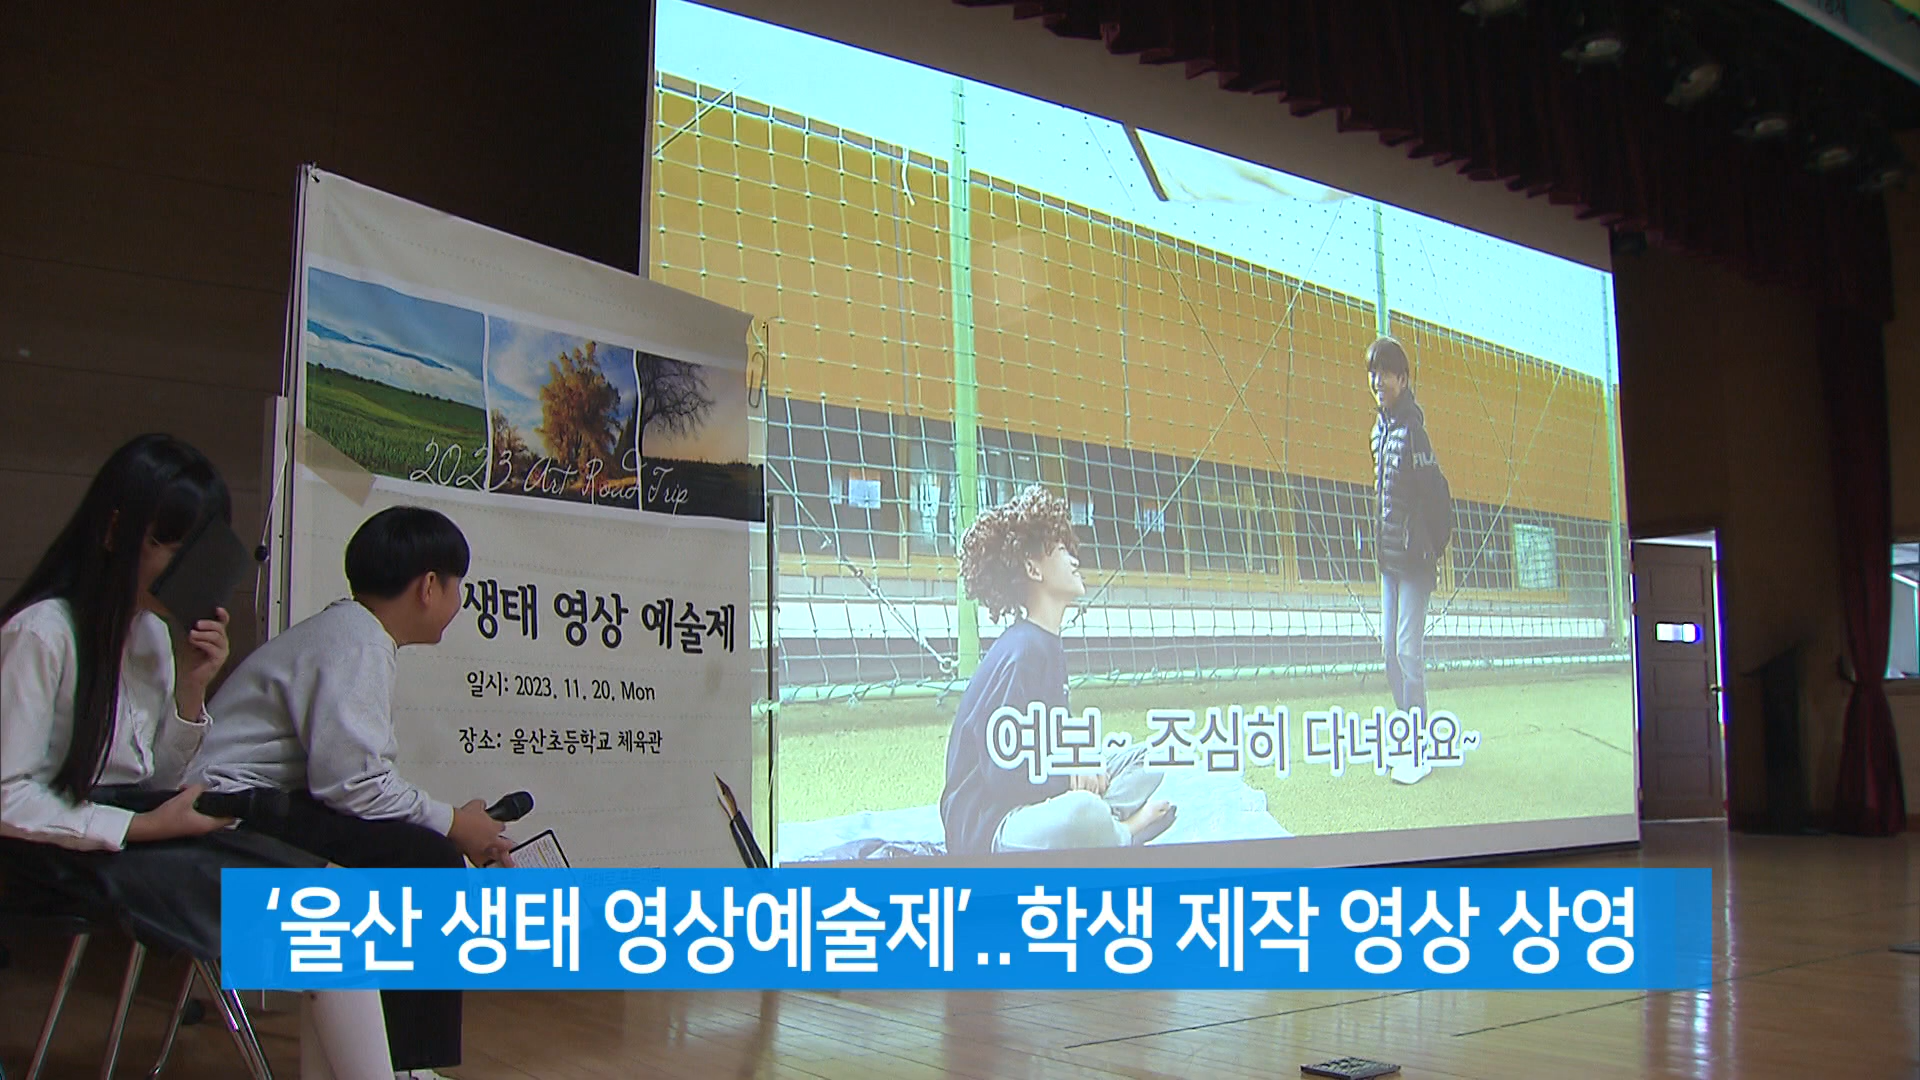 2023 Art Road Trip
생태 영상 예술제
일시: 2023. 11. 20. Mon
장소: 울산초등학교 체육관
여보~ 조심히 다녀와요~
FILA
‘울산 생태 영상예술제’..학생 제작 영상 상영